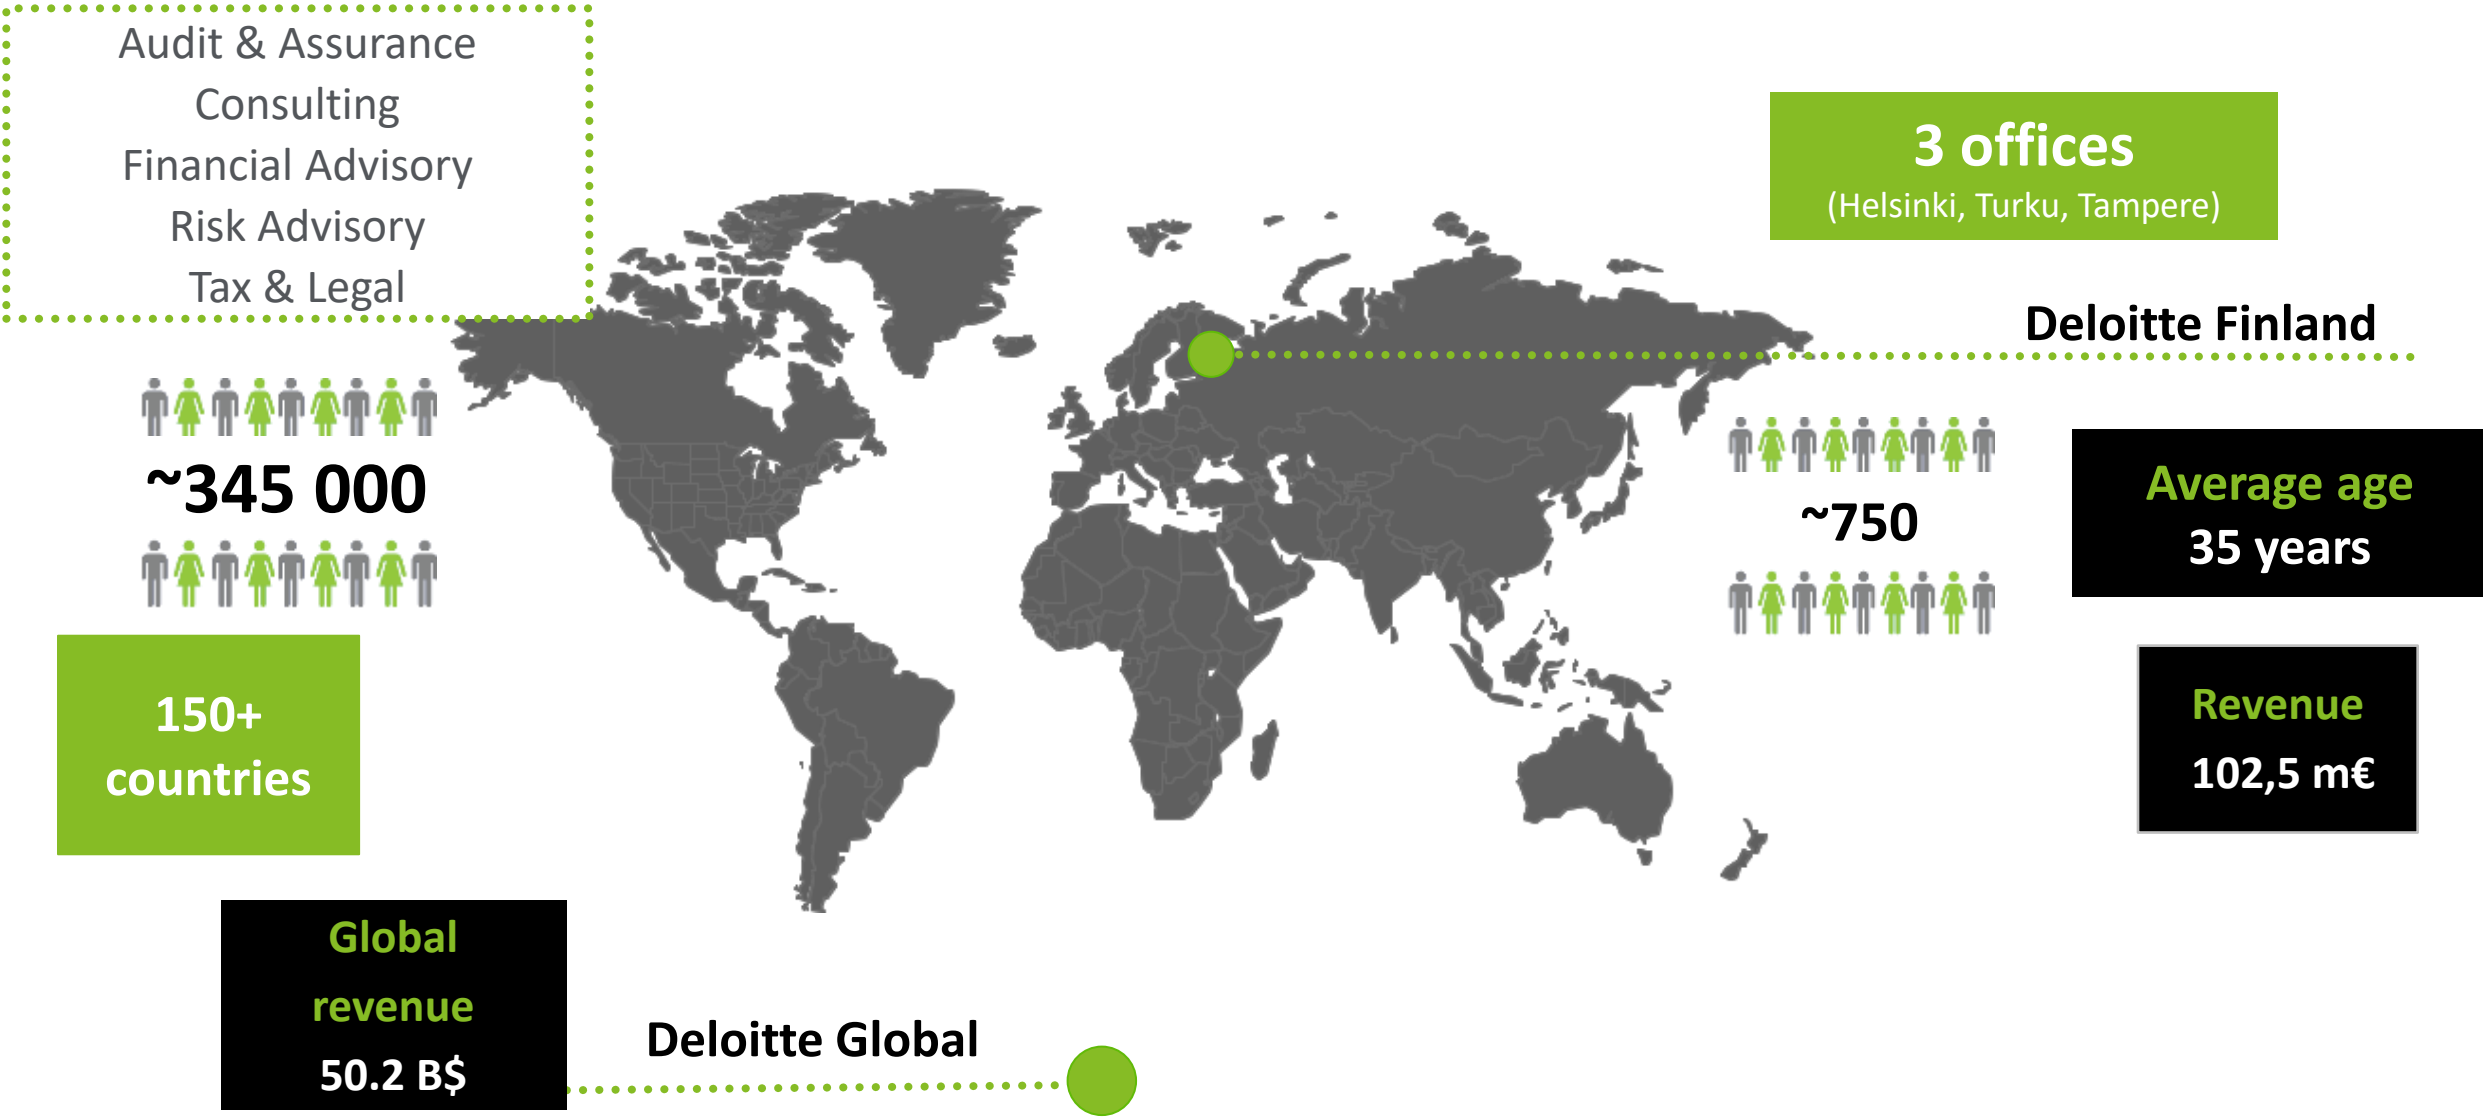 Audit & Assurance
Consulting
Financial Advisory
Risk Advisory
Tax & Legal
~345 000
150+
countries
Global
revenue
50.2 B$
Deloitte Global
3 offices
(Helsinki, Turku, Tampere)
Deloitte Finland
~750
Average age
35 years
Revenue
102,5 m€